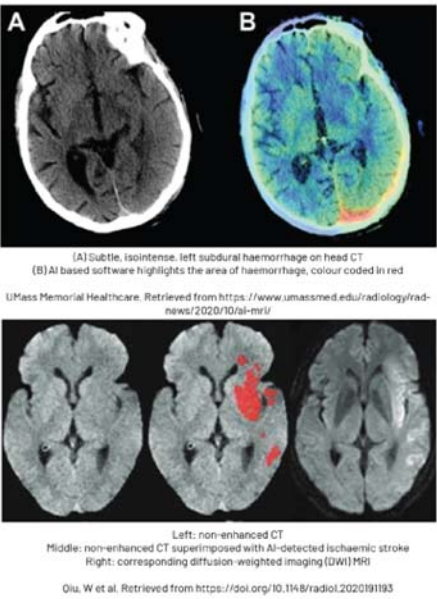 A
B
(A) Subtle, isointense, left subdural haemorrhage on head CT
(B) AI based software highlights the area of haemorrhage, colour coded in red
UMass Memorial Healthcare. Retrieved from https://www.umassmed.edu/radiology/rad-
news/2020/10/ai-mri/
Left: non-enhanced CT
Middle: non-enhanced CT superimposed with AI-detected ischaemic stroke
Right: corresponding diffusion-weighted imaging (DWI) MRI
Qiu, W et al. Retrieved from https://doi.org/10.1148/radiol.2020191193